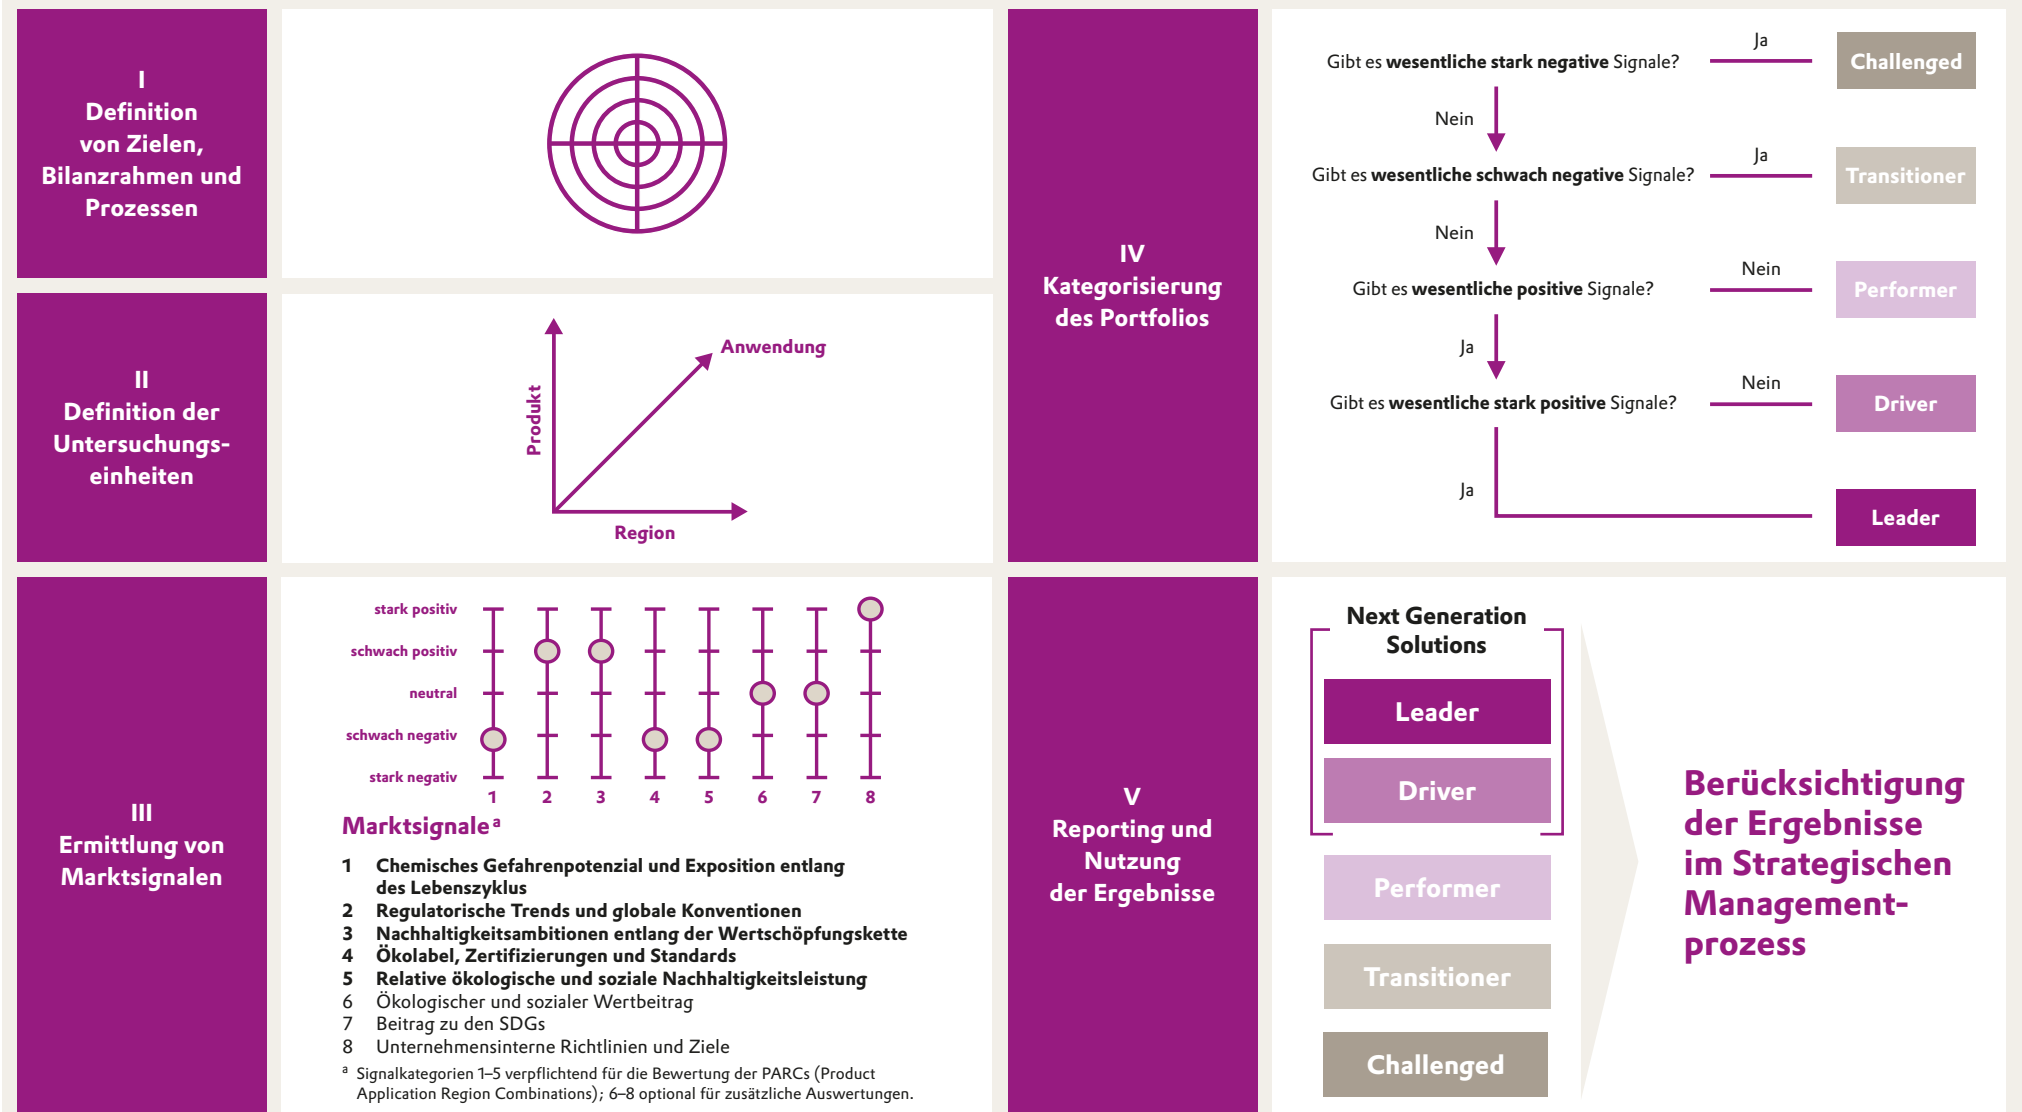 I
Definition
von Zielen,
Bilanzrahmen und
Prozessen
II
Definition der
Untersuchungs-
einheiten
Produkt
Anwendung
Region
III
Ermittlung von
Marktsignalen
stark positiv
schwach positiv
neutral
schwach negativ
stark negativ
1 2 3 4 5 6 7 8
Marktsignale a
1 Chemisches Gefahrenpotenzial und Exposition entlang
des Lebenszyklus
2 Regulatorische Trends und globale Konventionen
3 Nachhaltigkeitsambitionen entlang der Wertschöpfungskette
4 Ökolabel, Zertifizierungen und Standards
5 Relative ökologische und soziale Nachhaltigkeitsleistung
6 Ökologischer und sozialer Wertbeitrag
7 Beitrag zu den SDGs
8 Unternehmensinterne Richtlinien und Ziele
a Signalkategorien 1–5 verpflichtend für die Bewertung der PARCs (Product
Application Region Combinations); 6–8 optional für zusätzliche Auswertungen.
IV
Kategorisierung
des Portfolios
Gibt es wesentliche stark negative Signale?
Ja
Challenged
Nein
Gibt es wesentliche schwach negative Signale?
Ja
Transitioner
Nein
Gibt es wesentliche positive Signale?
Nein
Performer
Ja
Gibt es wesentliche stark positive Signale?
Nein
Driver
Ja
Leader
V
Reporting und
Nutzung
der Ergebnisse
Next Generation
Solutions
Leader
Driver
Performer
Transitioner
Challenged
Berücksichtigung
der Ergebnisse
im Strategischen
Management-
prozess